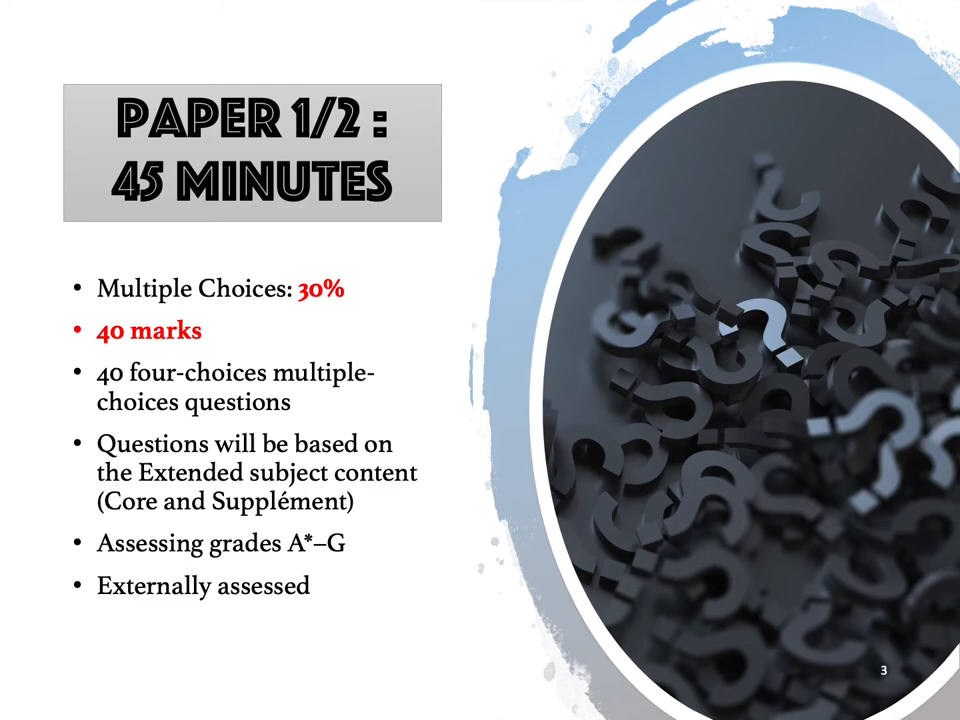 PAPER 1/2 :
45 MINUTES
• Multiple Choices: 30%
• 40 marks
• 40 four-choices multiple-
choices questions
• Questions will be based on
the Extended subject content
(Core and Supplément)
• Assessing grades A*–G
• Externally assessed
3